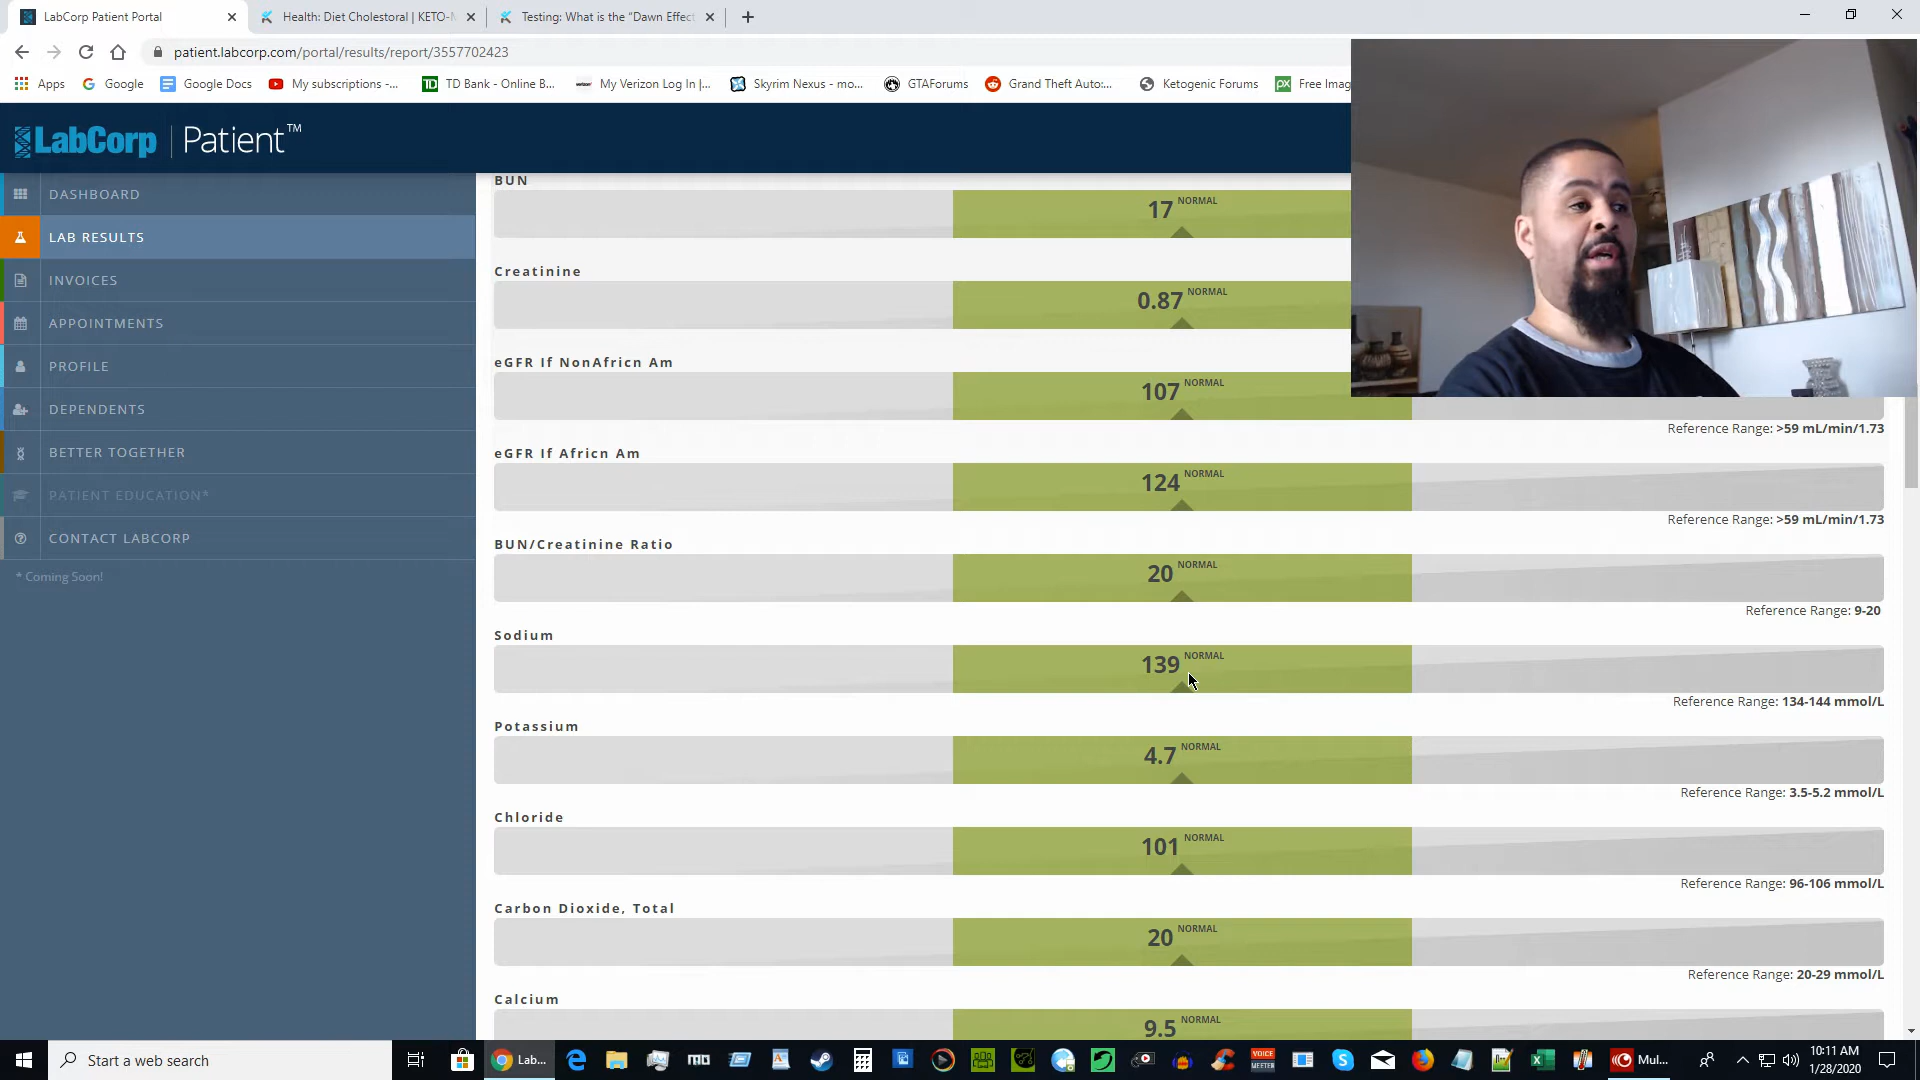 LabCorp Patient Portal
Health: Diet Cholestoral | KETO-
Testing: What is the "Dawn Effec
patient.labcorp.com/portal/results/report/3557702423
Apps
Google
Google Docs
My subscriptions -...
TD Bank - Online B...
My Verizon Log In |...
Skyrim Nexus - mo...
GTAForums
Grand Theft Auto:...
Ketogenic Forums
Free Imag
LabCorp | Patient™
DASHBOARD
LAB RESULTS
INVOICES
APPOINTMENTS
PROFILE
DEPENDENTS
BETTER TOGETHER
PATIENT EDUCATION*
CONTACT LABCORP
* Coming Soon!
BUN
17 NORMAL
Creatinine
0.87 NORMAL
eGFR If NonAfricn Am
107 NORMAL
Reference Range: >59 mL/min/1.73
eGFR If Africn Am
124 NORMAL
Reference Range: >59 mL/min/1.73
BUN/Creatinine Ratio
20 NORMAL
Reference Range: 9-20
Sodium
139 NORMAL
Reference Range: 134-144 mmol/L
Potassium
4.7 NORMAL
Reference Range: 3.5-5.2 mmol/L
Chloride
101 NORMAL
Reference Range: 96-106 mmol/L
Carbon Dioxide, Total
20 NORMAL
Reference Range: 20-29 mmol/L
Calcium
9.5 NORMAL
Start a web search
Lab...
VOICE MEETER
Mul...
10:11 AM
1/28/2020